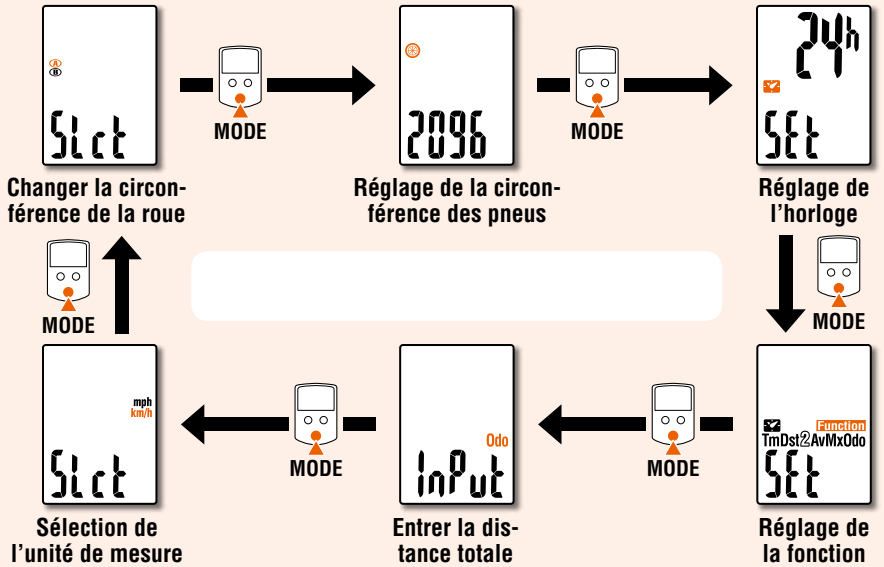 A
B
Slct
Changer la circon-
férence de la roue
MODE
2096
Réglage de la circon-
férence des pneus
MODE
24h
SEt
Réglage de
l'horloge
MODE
Function
TmDst2AvMxOdo
SEt
Réglage de
la fonction
MODE
Odo
InPut
Entrer la dis-
tance totale
MODE
mph
km/h
Slct
Sélection de
l'unité de mesure
MODE